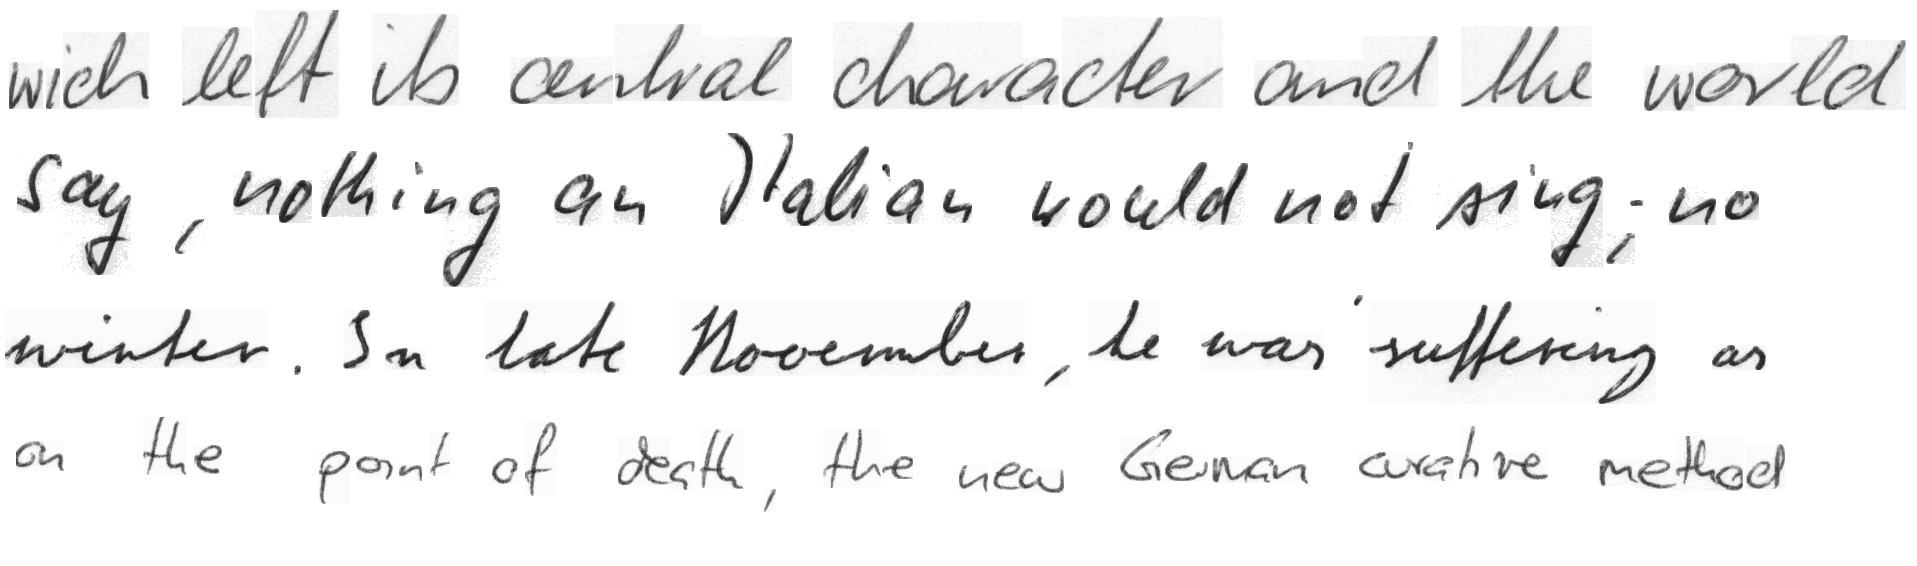 wich left its central character and the world
say, nothing an Italian would not sing; no
winter. In late November, he was suffering as
on the point of death, the new German curative method